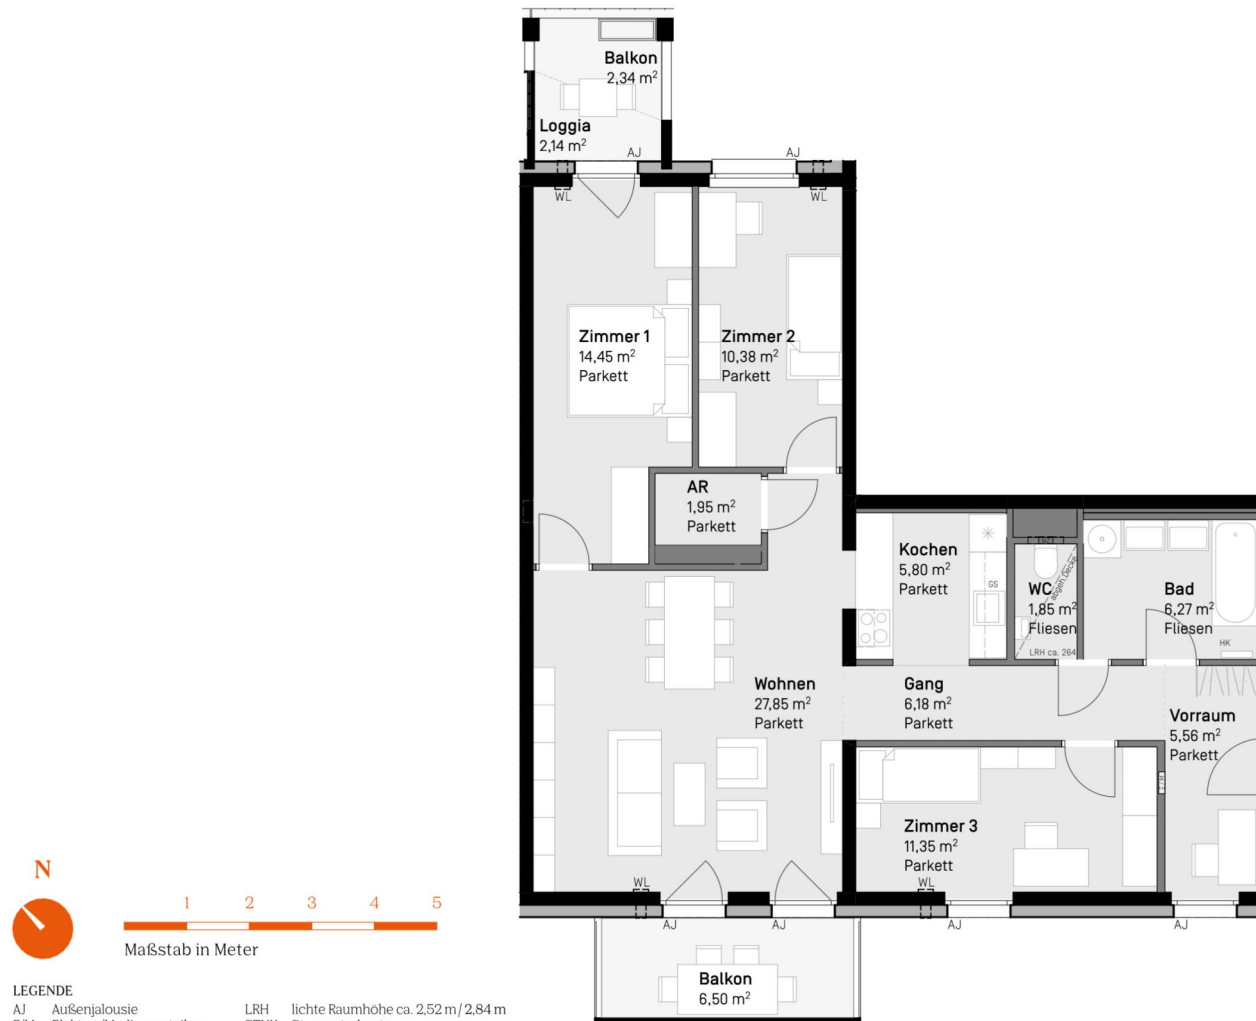 Balkon
2,34 m²
Loggia
2,14 m²
AJ
AJ
WL
WL
Zimmer 1
14,45 m²
Parkett
Zimmer 2
10,38 m²
Parkett
AR
1,95 m²
Parkett
Kochen
5,80 m²
Parkett
GS
WC
1,85 m²
Fliesen
abgeh. Decke
LRH ca. 264
Bad
6,27 m²
Fliesen
HK
Wohnen
27,85 m²
Parkett
Gang
6,18 m²
Parkett
Vorraum
5,56 m²
Parkett
Zimmer 3
11,35 m²
Parkett
WL
WL
AJ
AJ
AJ
AJ
Balkon
6,50 m²
N
1 2 3 4 5
Maßstab in Meter
LEGENDE
AJ Außenjalousie LRH lichte Raumhöhe ca. 2,52 m / 2,84 m